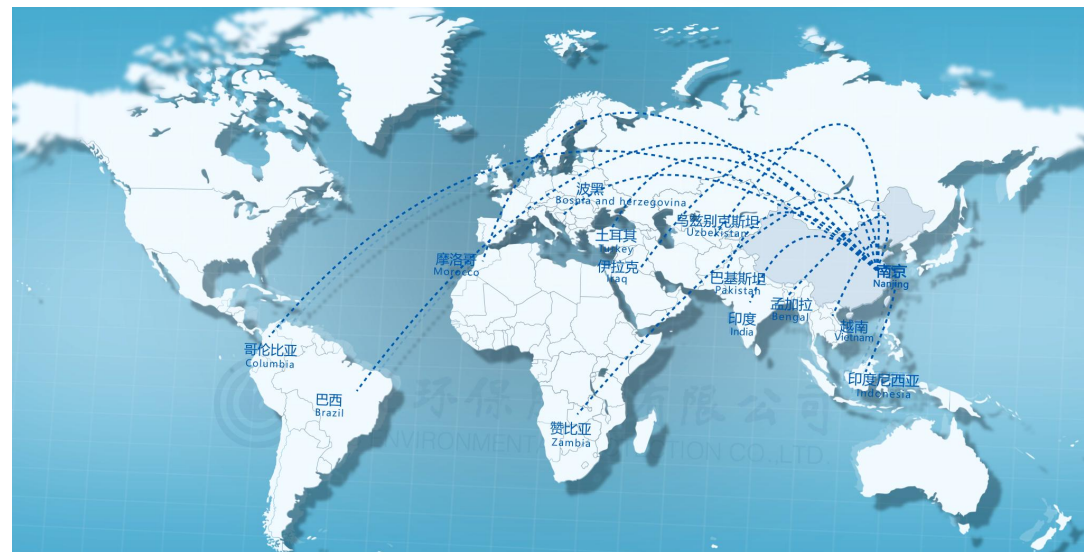 波黑
Bosnia and herzegovina
乌兹别克斯坦
Uzbekistan
土耳其
Turkey
摩洛哥
Morocco
伊拉克
Iraq
巴基斯坦
Pakistan
南京
Nanjing
孟加拉
Bengal
印度
India
越南
Vietnam
哥伦比亚
Columbia
印度尼西亚
Indonesia
巴西
Brazil
赞比亚
Zambia
环保
有限公司
ENVIRONMENT
CO.,LTD.